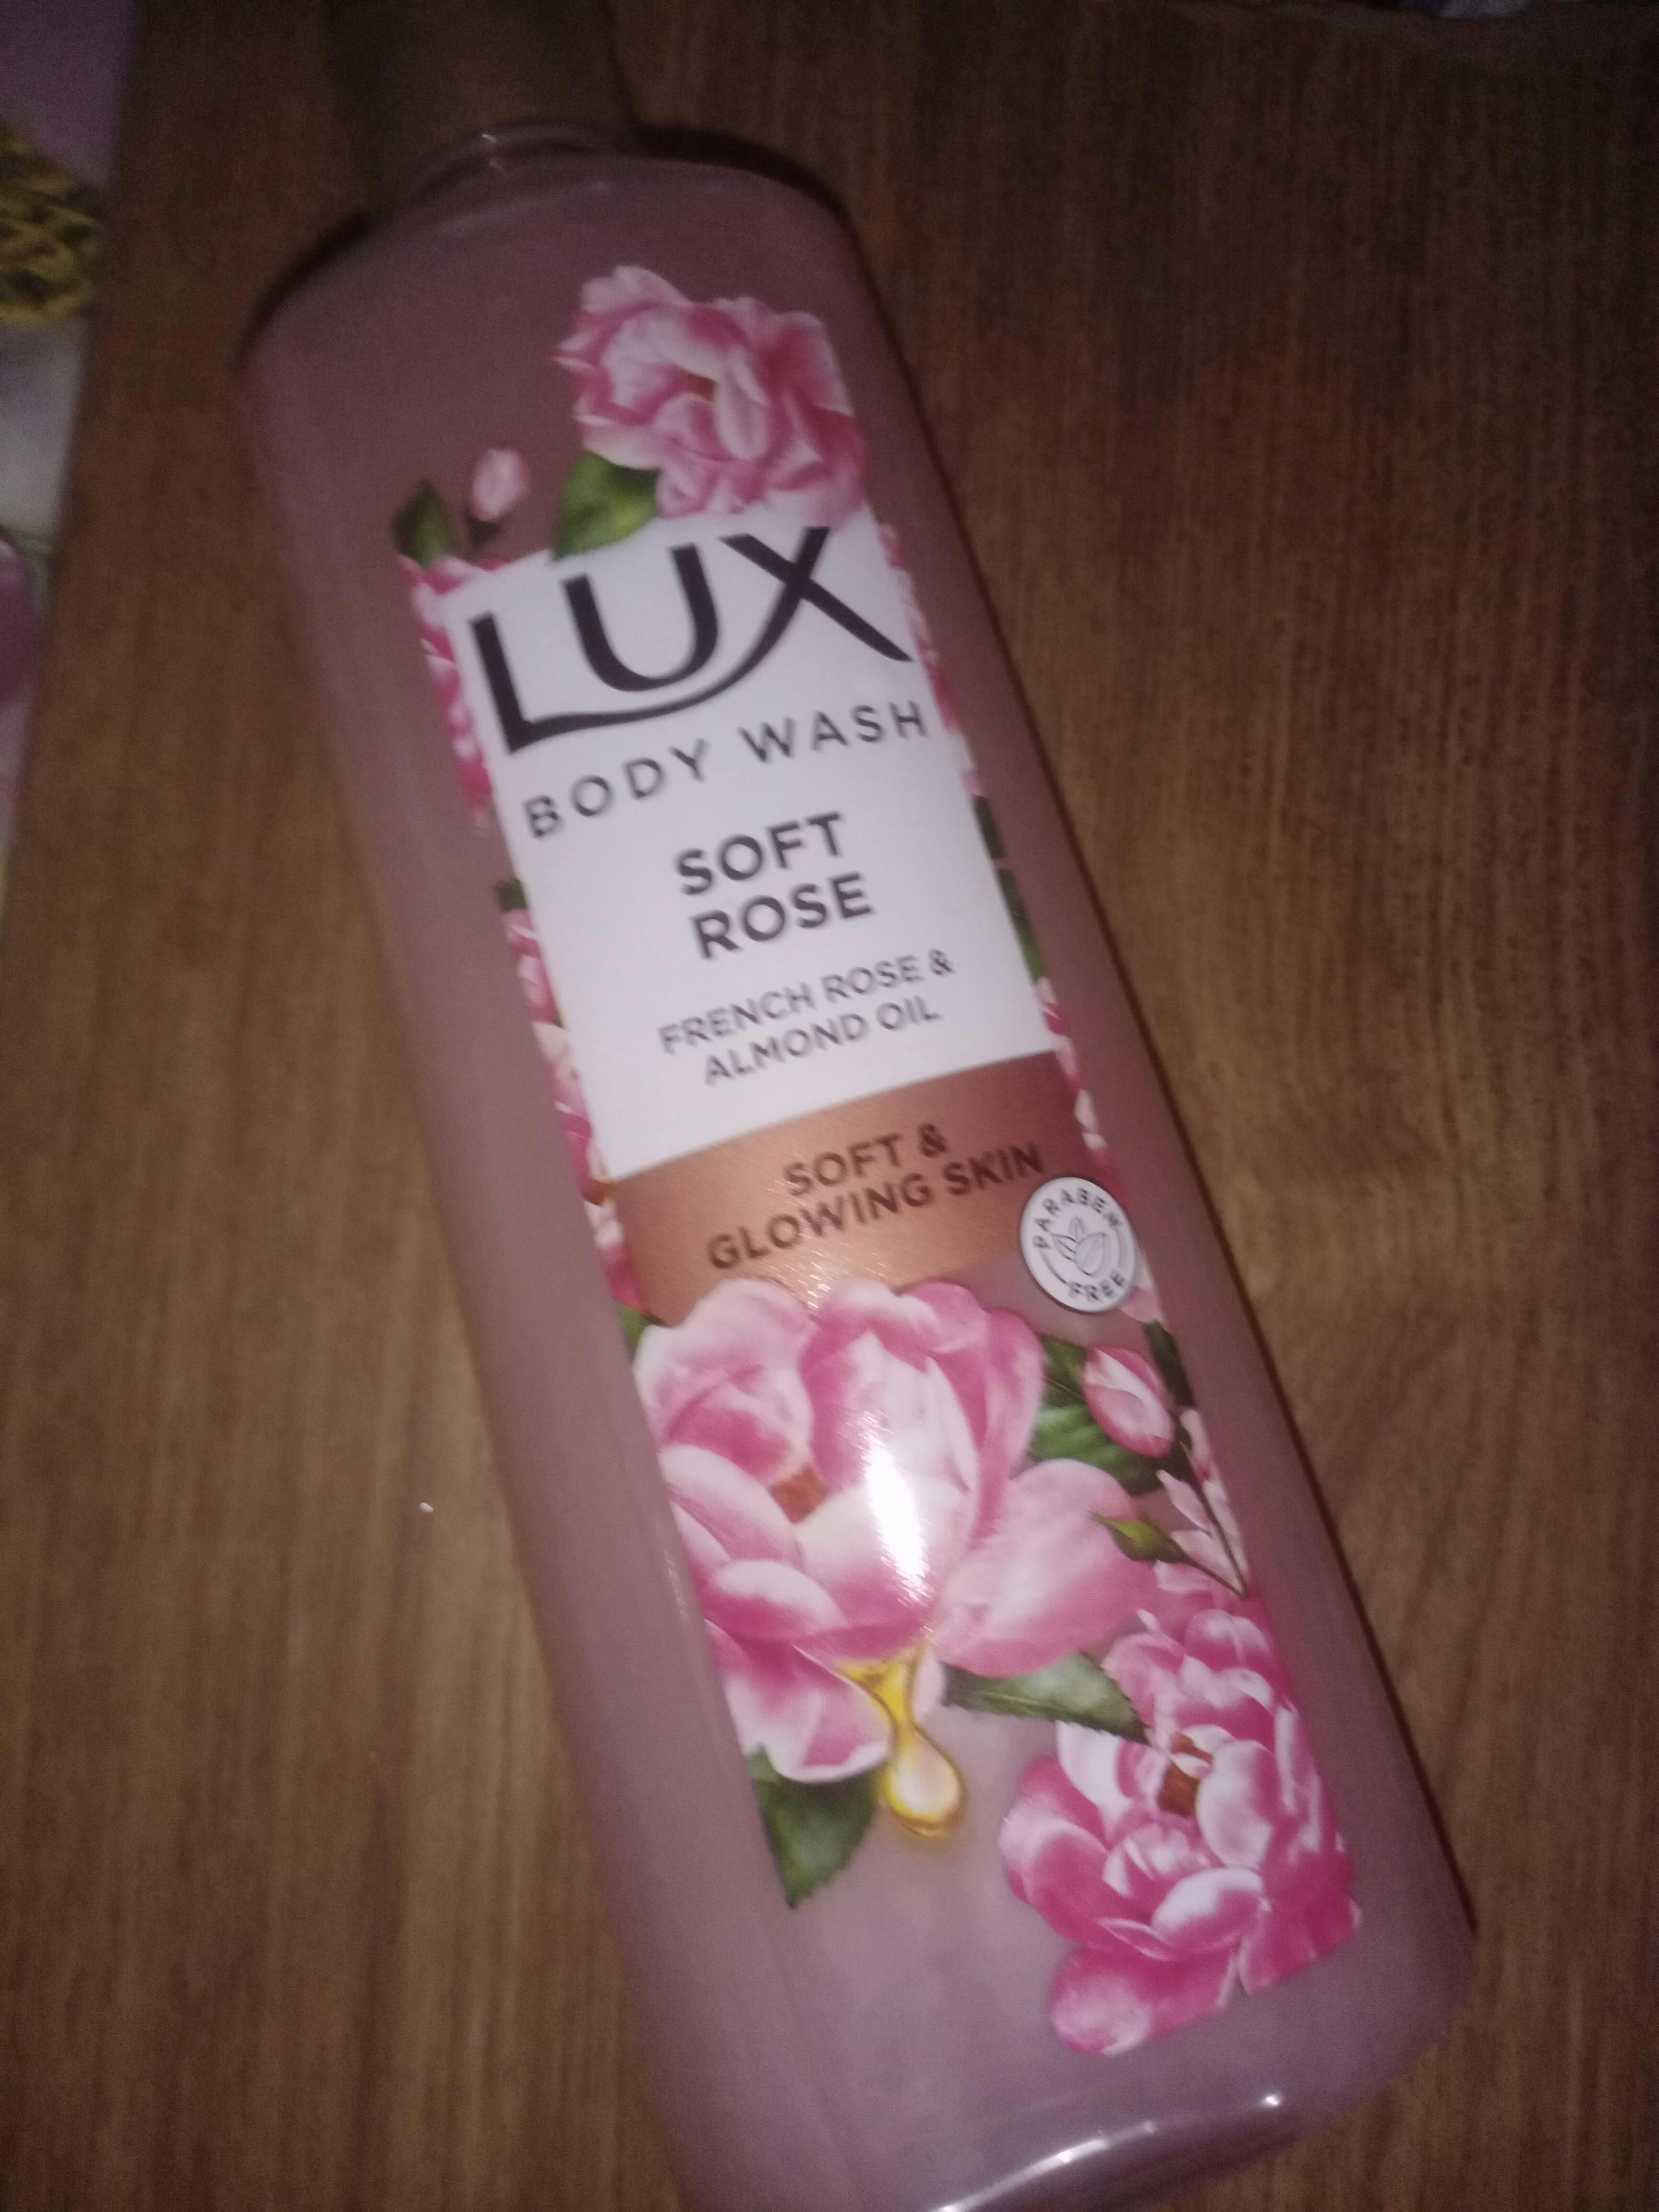 LUX
BODY WASH
SOFT
ROSE
FRENCH ROSE &
ALMOND OIL
SOFT &
GLOWING SKIN
PARABEN
FREE